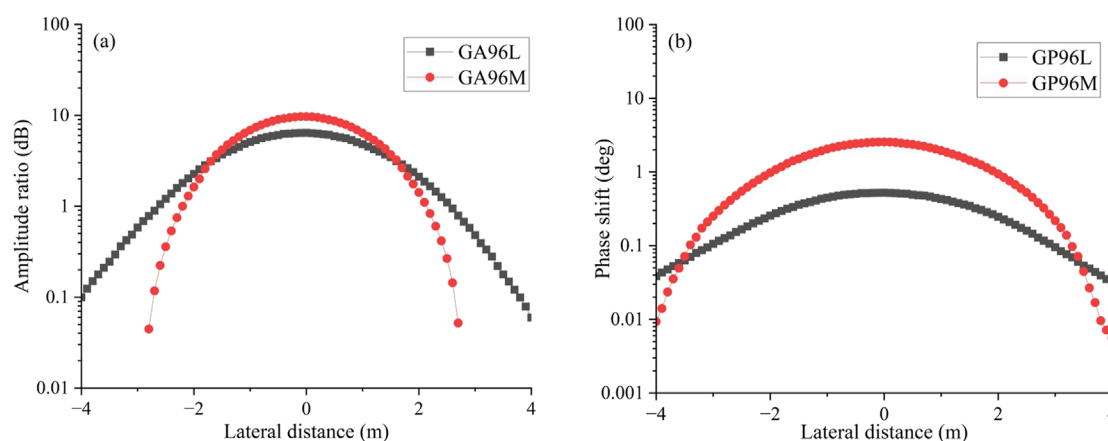 (a)
GA96L
GA96M
Amplitude ratio (dB)
100
10
1
0.1
0.01
−4
−2
0
2
4
Lateral distance (m)
(b)
GP96L
GP96M
Phase shift (deg)
100
10
1
0.1
0.01
0.001
−4
−2
0
2
4
Lateral distance (m)